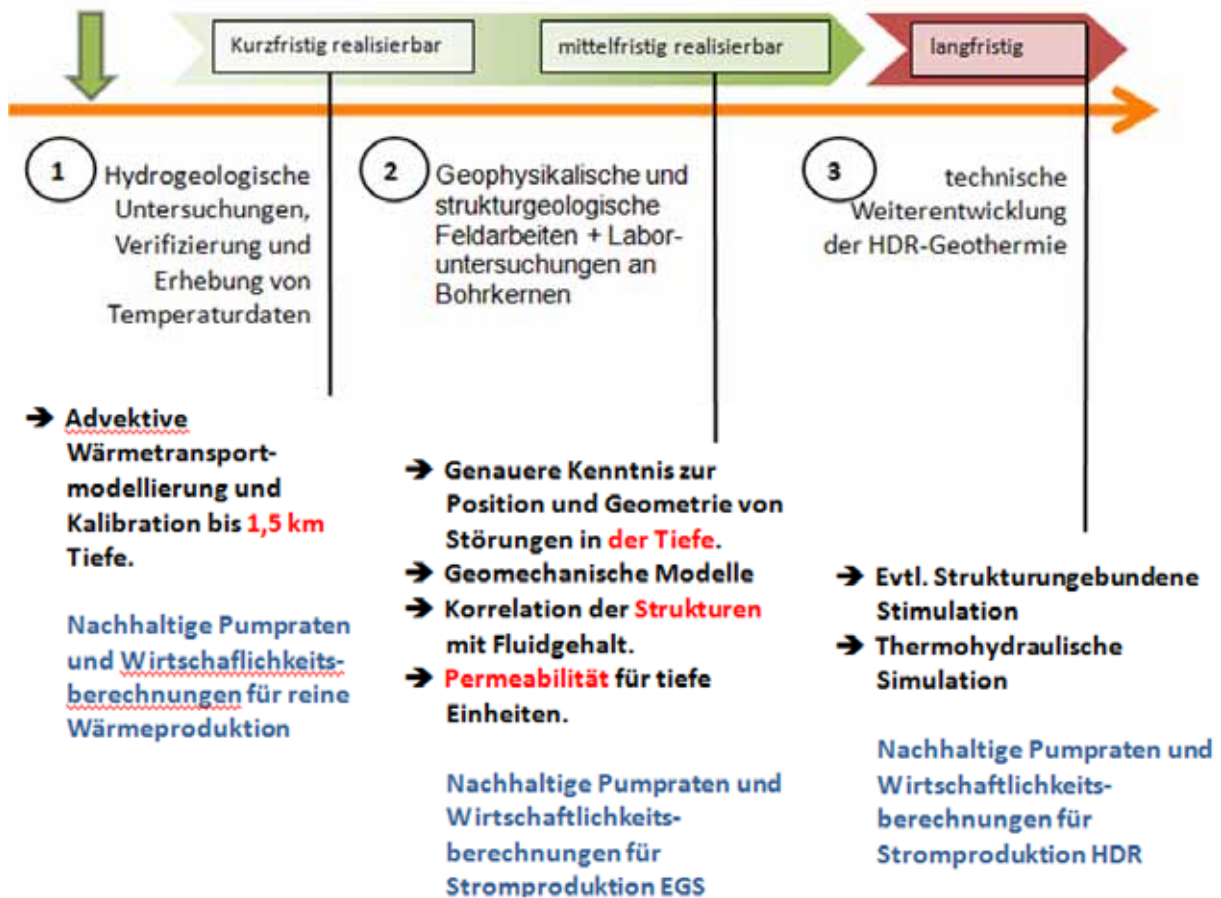 Kurzfristig realisierbar
mittelfristig realisierbar
langfristig
1
Hydrogeologische
Untersuchungen,
Verifizierung und
Erhebung von
Temperaturdaten
2
Geophysikalische und
strukturgeologische
Feldarbeiten + Labor-
untersuchungen an
Bohrkernen
3
technische
Weiterentwicklung
der HDR-Geothermie
➔ Advektive
Wärmetransport-
modellierung und
Kalibration bis 1,5 km
Tiefe.
Nachhaltige Pumpraten
und Wirtschaflichkeits-
berechnungen für reine
Wärmeproduktion
➔ Genauere Kenntnis zur
Position und Geometrie von
Störungen in der Tiefe.
➔ Geomechanische Modelle
➔ Korrelation der Strukturen
mit Fluidgehalt.
➔ Permeabilität für tiefe
Einheiten.
Nachhaltige Pumpraten und
Wirtschaftlichkeits-
berechnungen für
Stromproduktion EGS
➔ Evtl. Strukturungebundene
Stimulation
➔ Thermohydraulische
Simulation
Nachhaltige Pumpraten und
Wirtschaftlichkeits-
berechnungen für
Stromproduktion HDR